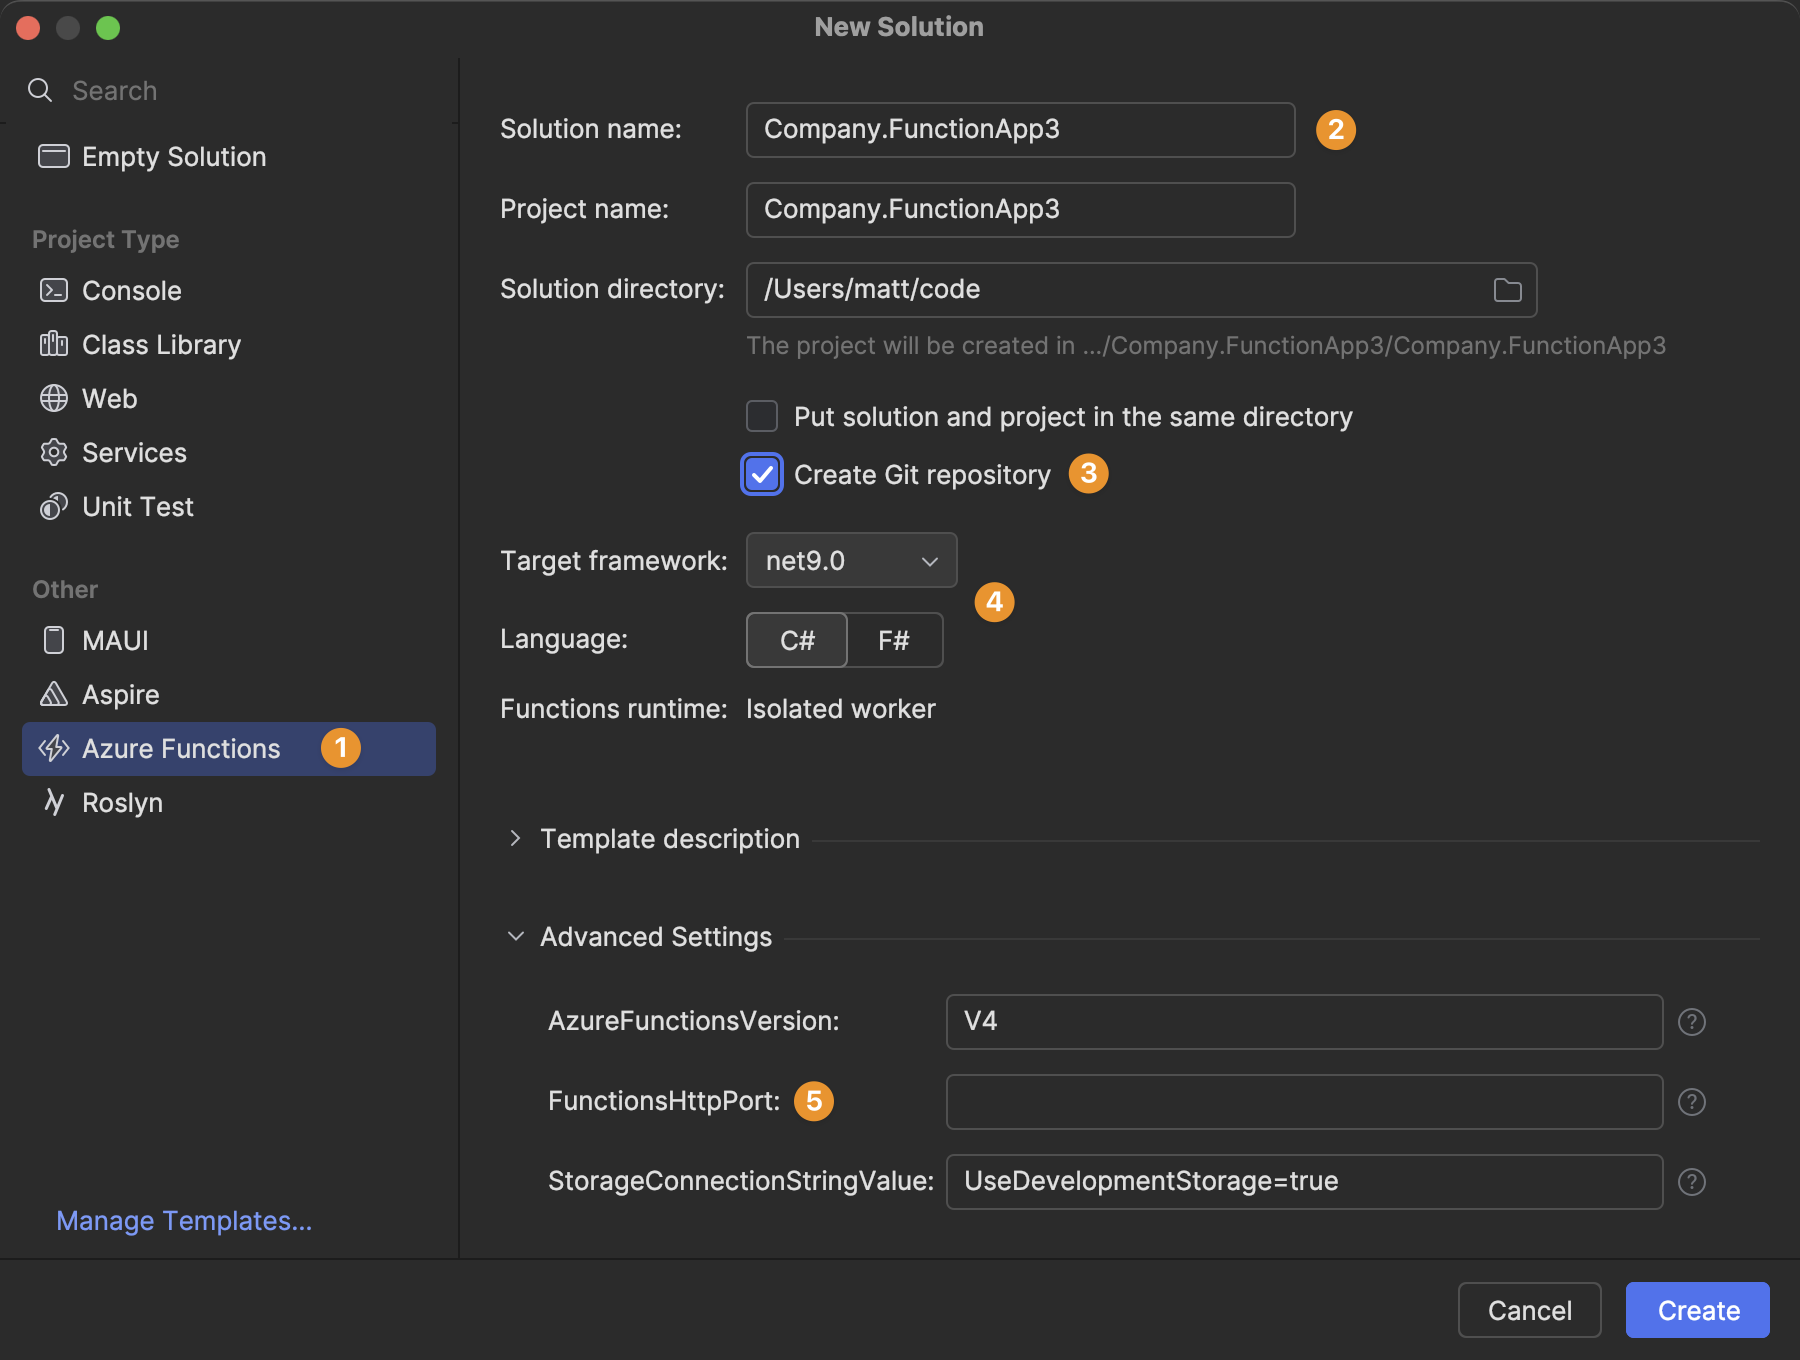 New Solution
Search
Empty Solution
Project Type
Console
Class Library
Web
Services
Unit Test
Other
MAUI
Aspire
Azure Functions 1
Roslyn
Manage Templates...
Solution name: Company.FunctionApp3 2
Project name: Company.FunctionApp3
Solution directory: /Users/matt/code
The project will be created in .../Company.FunctionApp3/Company.FunctionApp3
Put solution and project in the same directory
Create Git repository 3
Target framework: net9.0
4
Language: C# F#
Functions runtime: Isolated worker
Template description
Advanced Settings
AzureFunctionsVersion: V4 ?
FunctionsHttpPort: 5 ?
StorageConnectionStringValue: UseDevelopmentStorage=true ?
Cancel Create